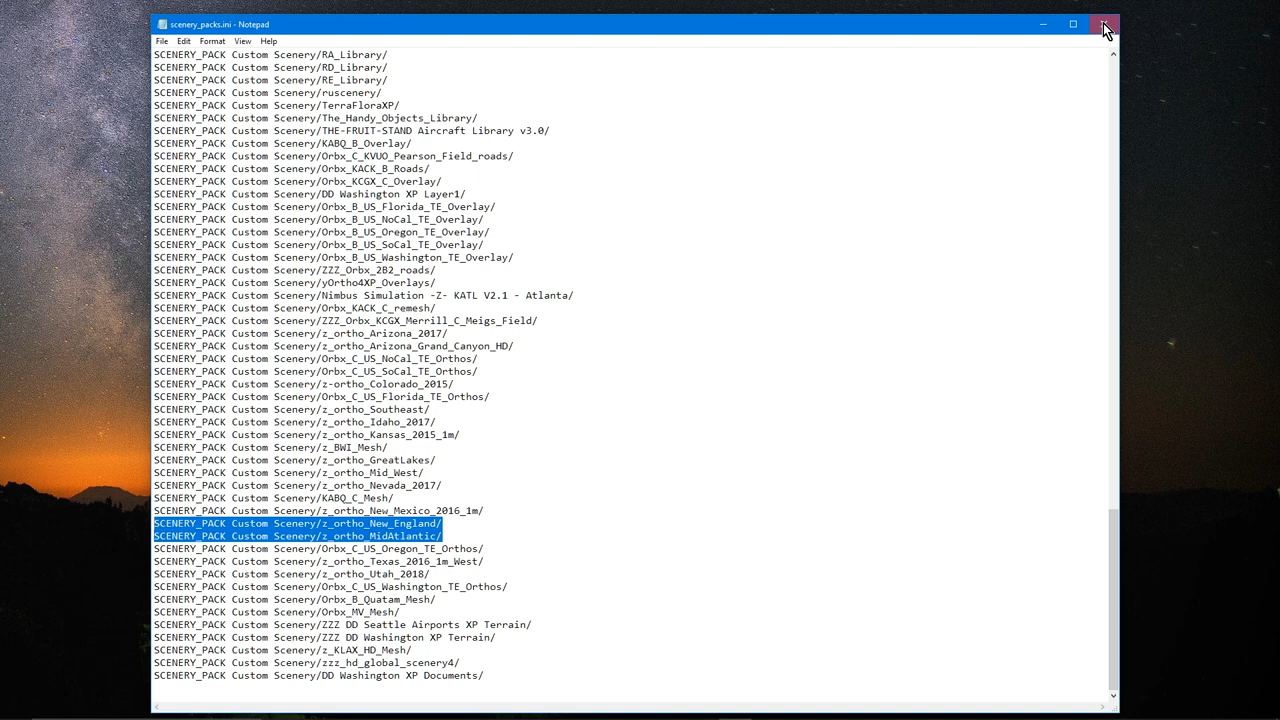 scenery_packs.ini - Notepad
File Edit Format View Help
SCENERY_PACK Custom Scenery/RA_Library/
SCENERY_PACK Custom Scenery/RD_Library/
SCENERY_PACK Custom Scenery/RE_Library/
SCENERY_PACK Custom Scenery/ruscenery/
SCENERY_PACK Custom Scenery/TerraFloraXP/
SCENERY_PACK Custom Scenery/The_Handy_Objects_Library/
SCENERY_PACK Custom Scenery/THE-FRUIT-STAND Aircraft Library v3.0/
SCENERY_PACK Custom Scenery/KABQ_B_Overlay/
SCENERY_PACK Custom Scenery/Orbx_C_KVUO_Pearson_Field_roads/
SCENERY_PACK Custom Scenery/Orbx_KACK_B_Roads/
SCENERY_PACK Custom Scenery/Orbx_KCGX_C_Overlay/
SCENERY_PACK Custom Scenery/DD Washington XP Layer1/
SCENERY_PACK Custom Scenery/Orbx_B_US_Florida_TE_Overlay/
SCENERY_PACK Custom Scenery/Orbx_B_US_NoCal_TE_Overlay/
SCENERY_PACK Custom Scenery/Orbx_B_US_Oregon_TE_Overlay/
SCENERY_PACK Custom Scenery/Orbx_B_US_SoCal_TE_Overlay/
SCENERY_PACK Custom Scenery/Orbx_B_US_Washington_TE_Overlay/
SCENERY_PACK Custom Scenery/ZZZ_Orbx_2B2_roads/
SCENERY_PACK Custom Scenery/yOrtho4XP_Overlays/
SCENERY_PACK Custom Scenery/Nimbus Simulation -Z- KATL V2.1 - Atlanta/
SCENERY_PACK Custom Scenery/Orbx_KACK_C_remesh/
SCENERY_PACK Custom Scenery/ZZZ_Orbx_KCGX_Merrill_C_Meigs_Field/
SCENERY_PACK Custom Scenery/z_ortho_Arizona_2017/
SCENERY_PACK Custom Scenery/z_ortho_Arizona_Grand_Canyon_HD/
SCENERY_PACK Custom Scenery/Orbx_C_US_NoCal_TE_Orthos/
SCENERY_PACK Custom Scenery/Orbx_C_US_SoCal_TE_Orthos/
SCENERY_PACK Custom Scenery/z-ortho_Colorado_2015/
SCENERY_PACK Custom Scenery/Orbx_C_US_Florida_TE_Orthos/
SCENERY_PACK Custom Scenery/z_ortho_Southeast/
SCENERY_PACK Custom Scenery/z_ortho_Idaho_2017/
SCENERY_PACK Custom Scenery/z_ortho_Kansas_2015_1m/
SCENERY_PACK Custom Scenery/z_BWI_Mesh/
SCENERY_PACK Custom Scenery/z_ortho_GreatLakes/
SCENERY_PACK Custom Scenery/z_ortho_Mid_West/
SCENERY_PACK Custom Scenery/z_ortho_Nevada_2017/
SCENERY_PACK Custom Scenery/KABQ_C_Mesh/
SCENERY_PACK Custom Scenery/z_ortho_New_Mexico_2016_1m/
SCENERY_PACK Custom Scenery/z_ortho_New_England/
SCENERY_PACK Custom Scenery/z_ortho_MidAtlantic/
SCENERY_PACK Custom Scenery/Orbx_C_US_Oregon_TE_Orthos/
SCENERY_PACK Custom Scenery/z_ortho_Texas_2016_1m_West/
SCENERY_PACK Custom Scenery/z_ortho_Utah_2018/
SCENERY_PACK Custom Scenery/Orbx_C_US_Washington_TE_Orthos/
SCENERY_PACK Custom Scenery/Orbx_B_Quatam_Mesh/
SCENERY_PACK Custom Scenery/Orbx_MV_Mesh/
SCENERY_PACK Custom Scenery/ZZZ DD Seattle Airports XP Terrain/
SCENERY_PACK Custom Scenery/ZZZ DD Washington XP Terrain/
SCENERY_PACK Custom Scenery/z_KLAX_HD_Mesh/
SCENERY_PACK Custom Scenery/zzz_hd_global_scenery4/
SCENERY_PACK Custom Scenery/DD Washington XP Documents/